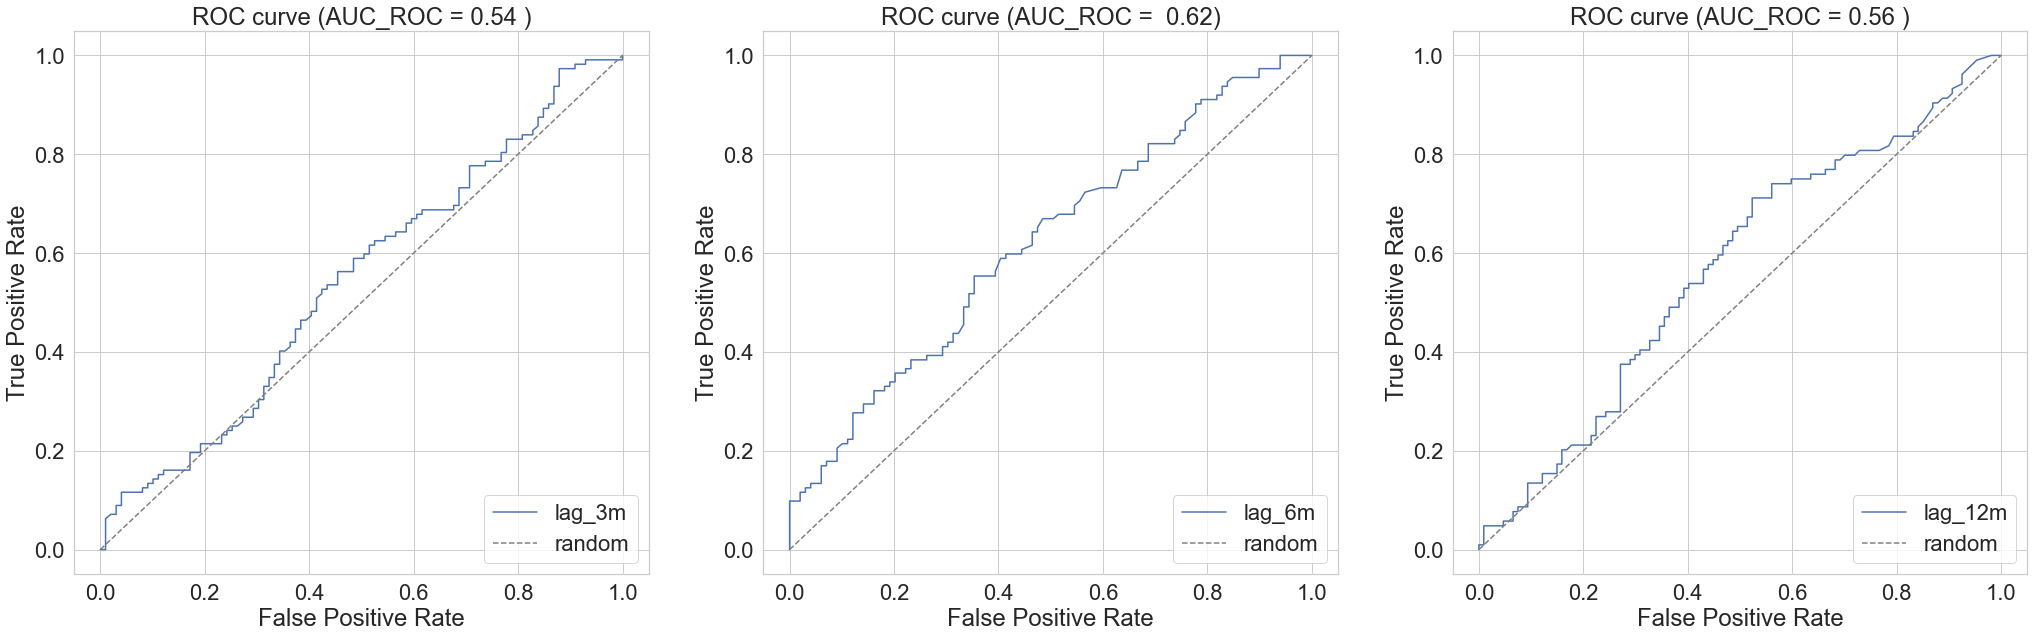 ROC curve (AUC_ROC = 0.54 )
1.0
0.8
0.6
0.4
0.2
0.0
True Positive Rate
0.0 0.2 0.4 0.6 0.8 1.0
False Positive Rate
lag_3m
random
ROC curve (AUC_ROC =  0.62)
1.0
0.8
0.6
0.4
0.2
0.0
True Positive Rate
0.0 0.2 0.4 0.6 0.8 1.0
False Positive Rate
lag_6m
random
ROC curve (AUC_ROC = 0.56 )
1.0
0.8
0.6
0.4
0.2
0.0
True Positive Rate
0.0 0.2 0.4 0.6 0.8 1.0
False Positive Rate
lag_12m
random